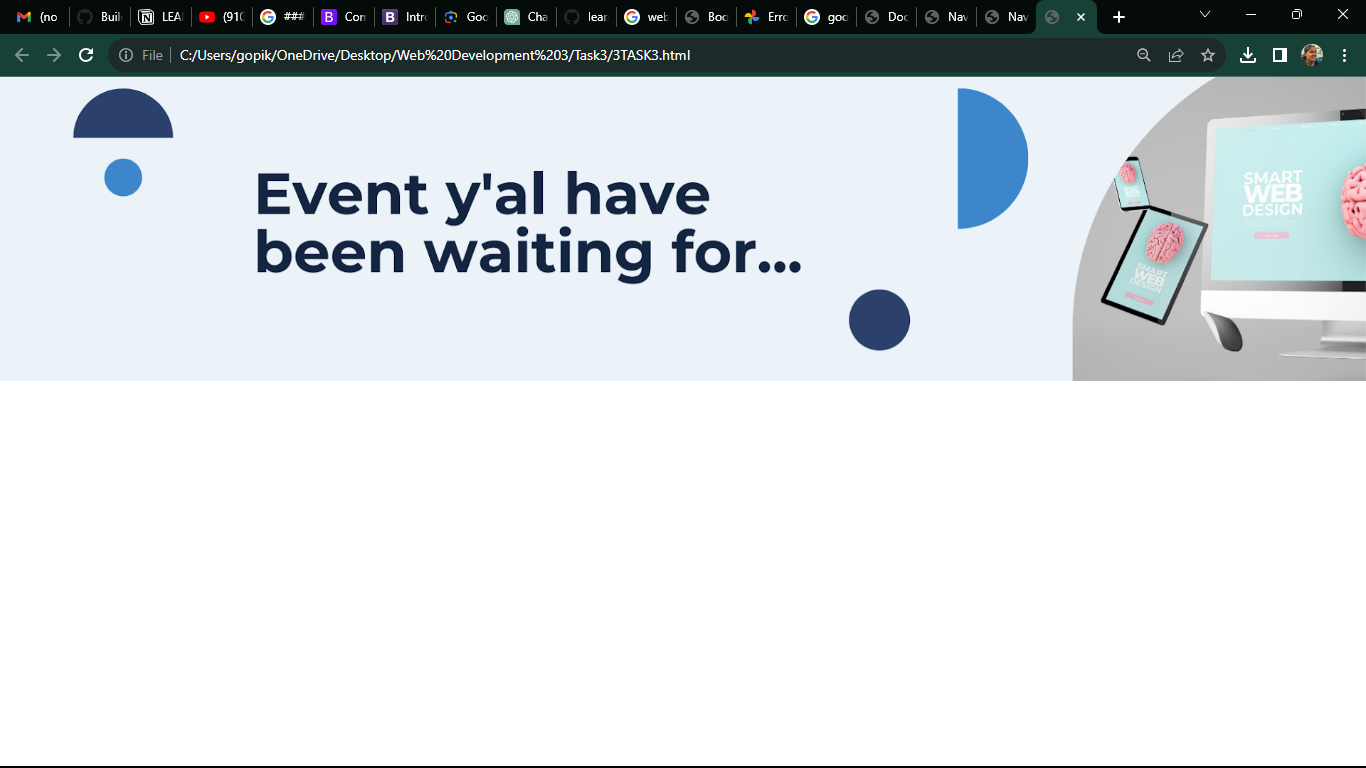 (no
Buil
LEA
(910
###
Con
Intr
Goo
Cha
lear
web
Boo
Erro
goo
Doc
Nav
Nav
File
C:/Users/gopik/OneDrive/Desktop/Web%20Development%203/Task3/3TASK3.html
Event y'al have
been waiting for...
SMART
WEB
DESIGN
SMART
WEB
DESIGN